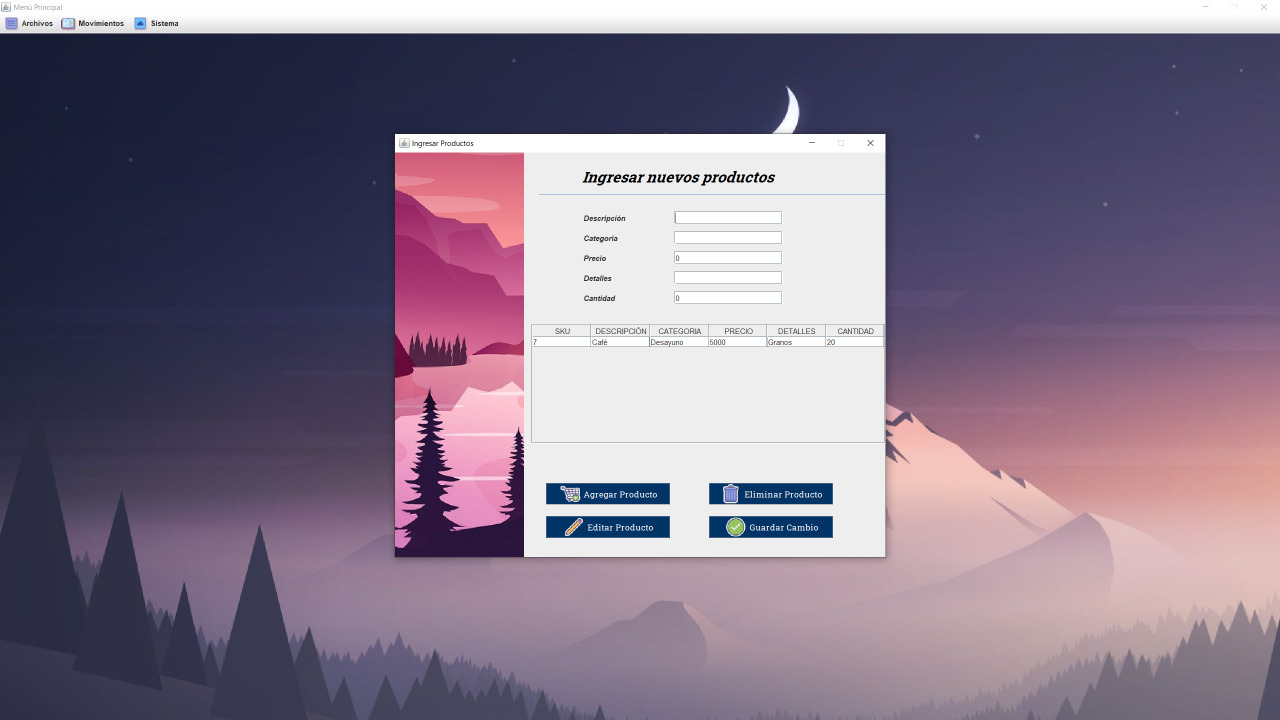 Menú Principal
Archivos Movimientos Sistema
Ingresar Productos
Ingresar nuevos productos
Descripción
Categoria
Precio 0
Detalles
Cantidad 0
SKU DESCRIPCIÓN CATEGORIA PRECIO DETALLES CANTIDAD
7 Café Desayuno 5000 Granos 20
Agregar Producto Eliminar Producto
Editar Producto Guardar Cambio